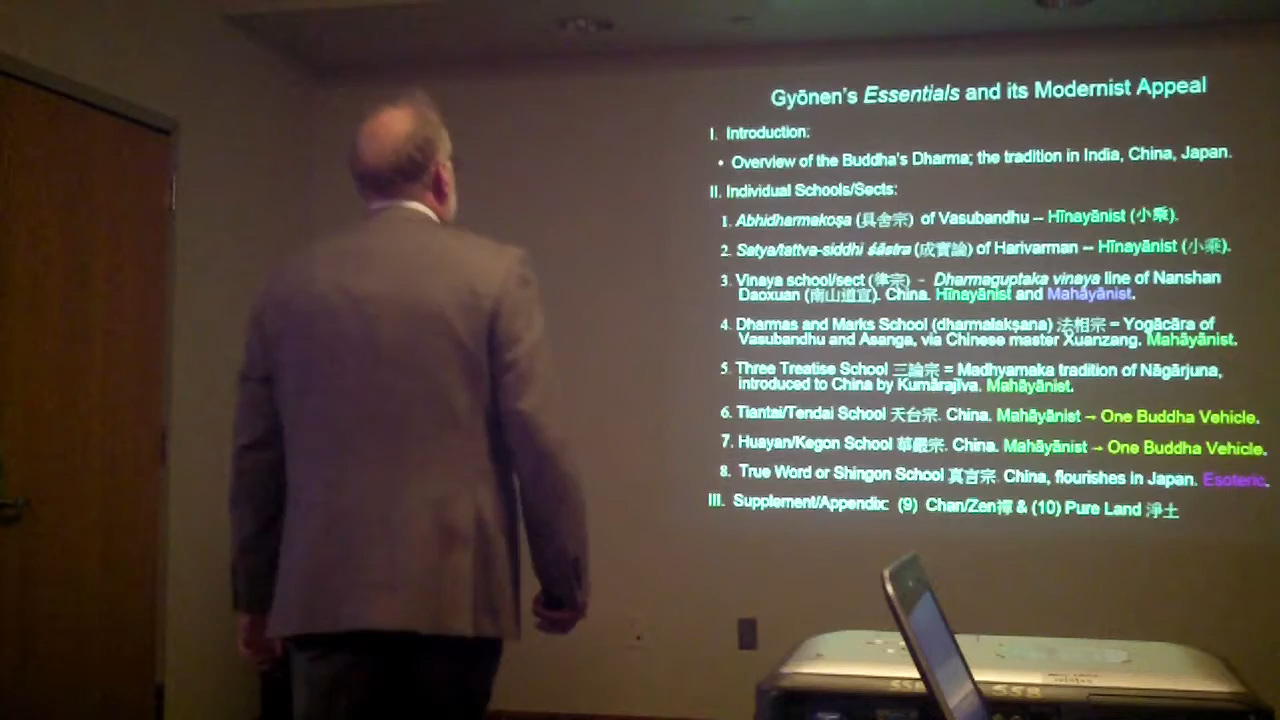 Gyōnen's Essentials and its Modernist Appeal
I. Introduction:
• Overview of the Buddha's Dharma; the tradition in India, China, Japan.
II. Individual Schools/Sects:
1. Abhidharmakoṣa (具舍宗) of Vasubandhu -- Hīnayānist (小乘).
2. Satya/tattva-siddhi śāstra (成實論) of Harivarman -- Hīnayānist (小乘).
3. Vinaya school/sect (律宗) - Dharmaguptaka vinaya line of Nanshan
Daoxuan (南山道宣). China. Hīnayānist and Mahāyānist.
4. Dharmas and Marks School (dharmalakṣana) 法相宗 = Yogācāra of
Vasubandhu and Asanga, via Chinese master Xuanzang. Mahāyānist.
5. Three Treatise School 三論宗 = Madhyamaka tradition of Nāgārjuna,
introduced to China by Kumārajīva. Mahāyānist.
6. Tiantai/Tendai School 天台宗. China. Mahāyānist → One Buddha Vehicle.
7. Huayan/Kegon School 華嚴宗. China. Mahāyānist → One Buddha Vehicle.
8. True Word or Shingon School 真言宗. China, flourishes in Japan. Esoteric.
III. Supplement/Appendix: (9) Chan/Zen禪 & (10) Pure Land 淨土
558 558